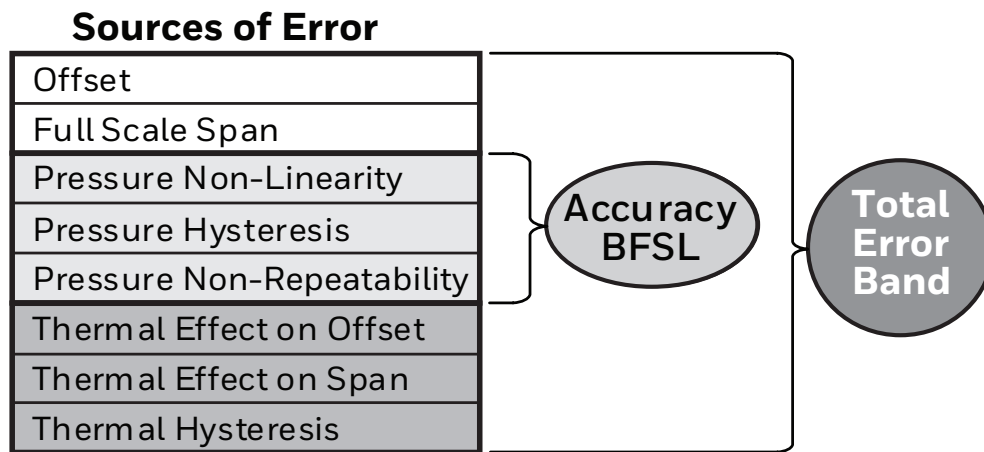 Sources of Error
Offset
Full Scale Span
Pressure Non-Linearity
Pressure Hysteresis
Pressure Non-Repeatability
Thermal Effect on Offset
Thermal Effect on Span
Thermal Hysteresis
Accuracy
BFSL
Total
Error
Band